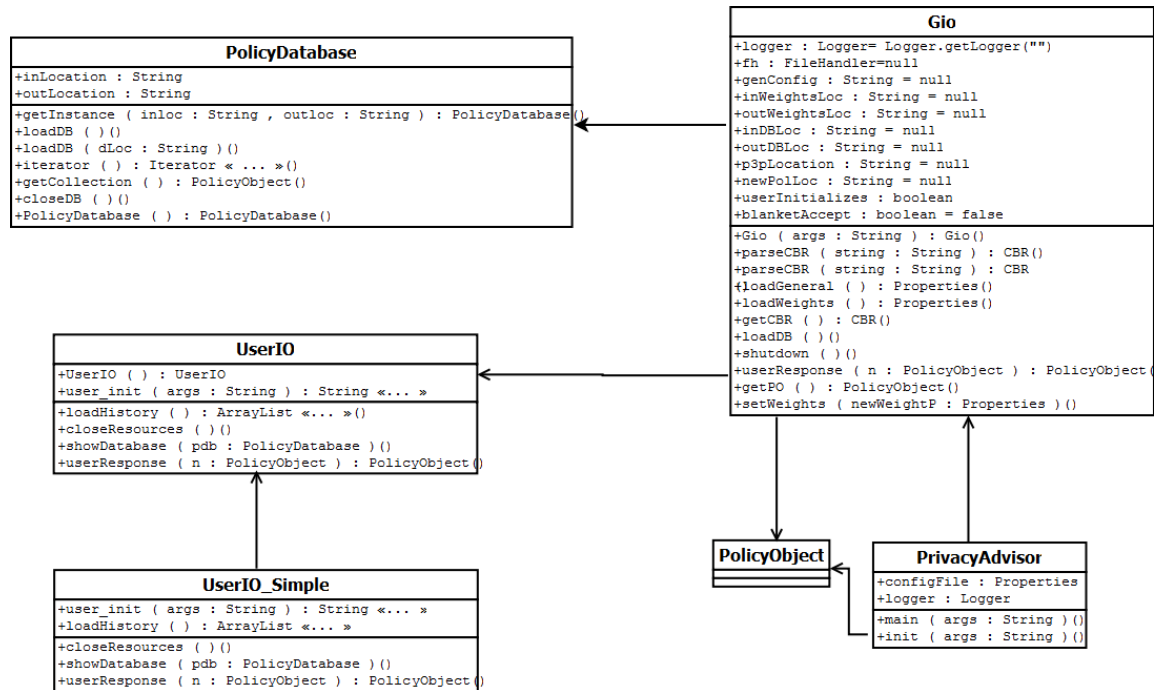 PolicyDatabase
+inLocation : String
+outLocation : String
+getInstance ( inloc : String , outloc : String ) : PolicyDatabase()
+loadDB ( )()
+loadDB ( dLoc : String )()
+iterator ( ) : Iterator « ... »()
+getCollection ( ) : PolicyObject()
+closeDB ( )()
+PolicyDatabase ( ) : PolicyDatabase()
Gio
+logger : Logger= Logger.getLogger("")
+fh : FileHandler=null
+genConfig : String = null
+inWeightsLoc : String = null
+outWeightsLoc : String = null
+inDBLoc : String = null
+outDBLoc : String = null
+p3pLocation : String = null
+newPolLoc : String = null
+userInitializes : boolean
+blanketAccept : boolean = false
+Gio ( args : String ) : Gio()
+parseCBR ( string : String ) : CBR()
+parseCBR ( string : String ) : CBR
()
+loadGeneral ( ) : Properties()
+loadWeights ( ) : Properties()
+getCBR ( ) : CBR()
+loadDB ( )()
+shutdown ( )()
+userResponse ( n : PolicyObject ) : PolicyObject()
+getPO ( ) : PolicyObject()
+setWeights ( newWeightP : Properties )()
UserIO
+UserIO ( ) : UserIO
+user_init ( args : String ) : String «... »
+loadHistory ( ) : ArrayList «... »()
+closeResources ( )()
+showDatabase ( pdb : PolicyDatabase )()
+userResponse ( n : PolicyObject ) : PolicyObject()
UserIO_Simple
+user_init ( args : String ) : String «... »
+loadHistory ( ) : ArrayList «... »
+closeResources ( )()
+showDatabase ( pdb : PolicyDatabase )()
+userResponse ( n : PolicyObject ) : PolicyObject()
PolicyObject
PrivacyAdvisor
+configFile : Properties
+logger : Logger
+main ( args : String )()
+init ( args : String )()